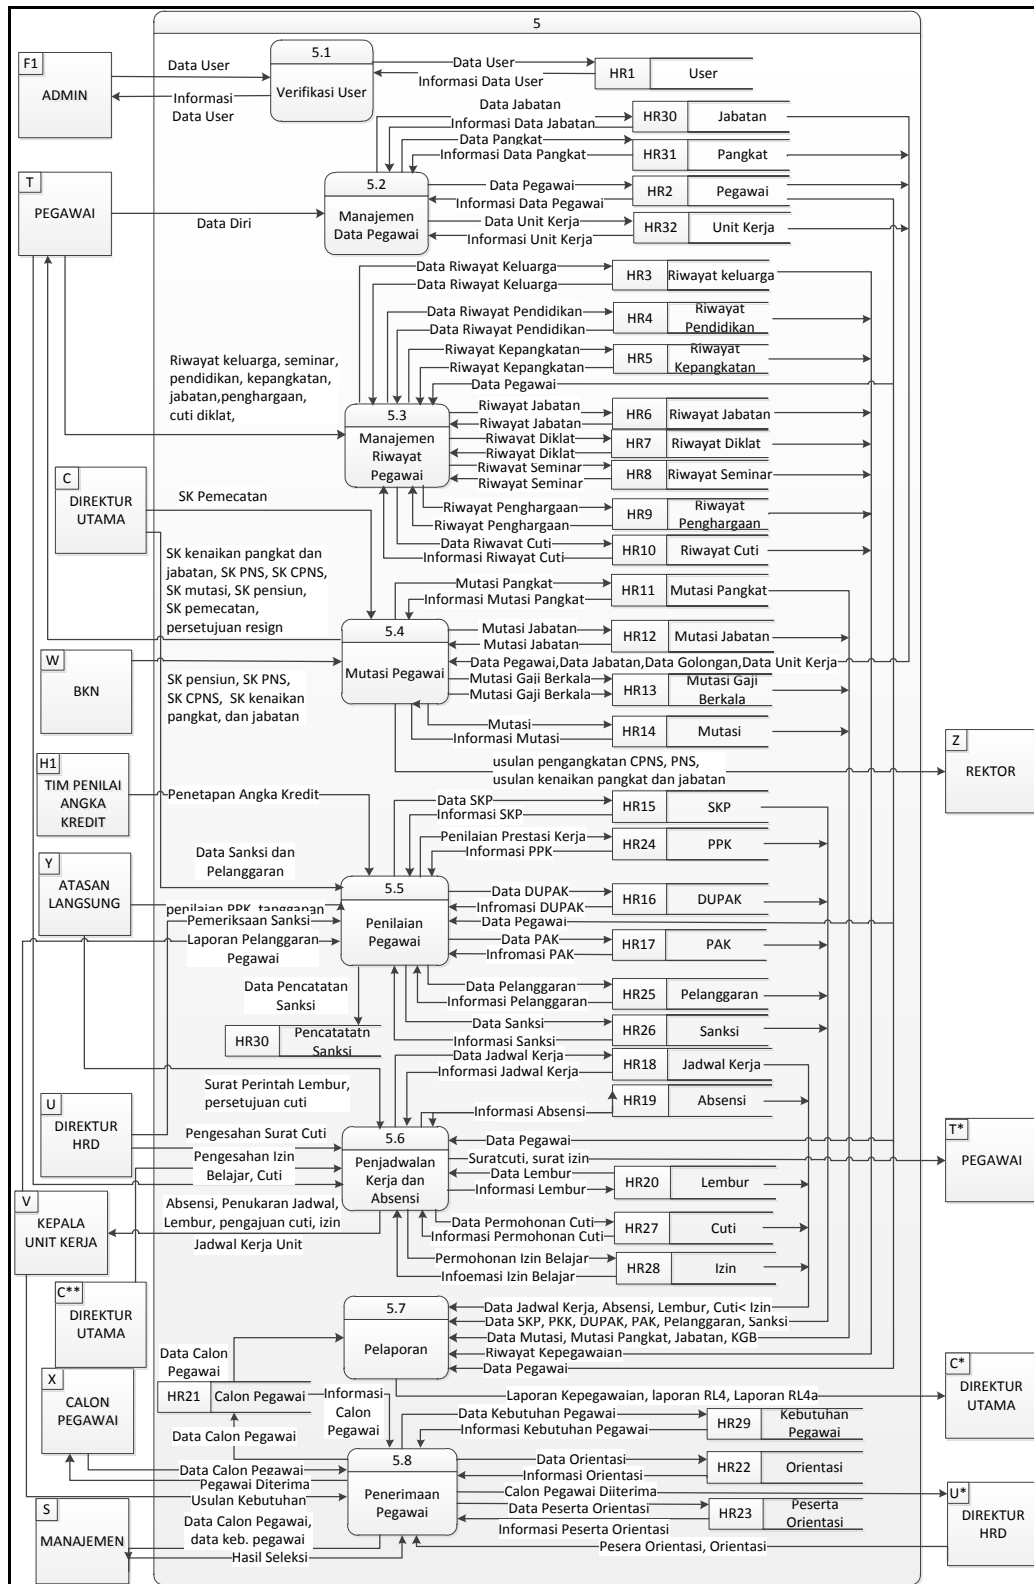 5
F1
ADMIN
Data User
Informasi
Data User
5.1
Verifikasi User
Data User
Informasi Data User
HR1
User
Data Jabatan
Informasi Data Jabatan
HR30
Jabatan
Data Pangkat
Informasi Data Pangkat
HR31
Pangkat
T
PEGAWAI
Data Diri
5.2
Manajemen
Data Pegawai
Data Pegawai
Informasi Data Pegawai
HR2
Pegawai
Data Unit Kerja
Informasi Unit Kerja
HR32
Unit Kerja
Data Riwayat Keluarga
Data Riwayat Keluarga
HR3
Riwayat keluarga
Data Riwayat Pendidikan
Data Riwayat Pendidikan
HR4
Riwayat
Pendidikan
Riwayat Kepangkatan
Riwayat Kepangkatan
HR5
Riwayat
Kepangkatan
Data Pegawai
Riwayat keluarga, seminar,
pendidikan, kepangkatan,
jabatan,penghargaan,
cuti diklat,
5.3
Manajemen
Riwayat
Pegawai
Riwayat Jabatan
Riwayat Jabatan
HR6
Riwayat Jabatan
Riwayat Diklat
Riwayat Diklat
HR7
Riwayat Diklat
Riwayat Seminar
Riwayat Seminar
HR8
Riwayat Seminar
Riwayat Penghargaan
Riwayat Penghargaan
HR9
Riwayat
Penghargaan
Data Riwayat Cuti
Informasi Riwayat Cuti
HR10
Riwayat Cuti
C
DIREKTUR
UTAMA
SK Pemecatan
SK kenaikan pangkat dan
jabatan, SK PNS, SK CPNS,
SK mutasi, SK pensiun,
SK pemecatan,
persetujuan resign
Mutasi Pangkat
Informasi Mutasi Pangkat
HR11
Mutasi Pangkat
5.4
Mutasi Pegawai
Mutasi Jabatan
Mutasi Jabatan
HR12
Mutasi Jabatan
Data Pegawai,Data Jabatan,Data Golongan,Data Unit Kerja
W
BKN
SK pensiun, SK PNS,
SK CPNS, SK kenaikan
pangkat, dan jabatan
Mutasi Gaji Berkala
Mutasi Gaji Berkala
HR13
Mutasi Gaji
Berkala
Mutasi
Informasi Mutasi
HR14
Mutasi
usulan pengangkatan CPNS, PNS,
usulan kenaikan pangkat dan jabatan
Z
REKTOR
H1
TIM PENILAI
ANGKA
KREDIT
Penetapan Angka Kredit
Data SKP
Informasi SKP
HR15
SKP
Penilaian Prestasi Kerja
Informasi PPK
HR24
PPK
Data Sanksi dan
Pelanggaran
Y
ATASAN
LANGSUNG
penilaian PPK, tanggapan
5.5
Penilaian
Pegawai
Data DUPAK
Infromasi DUPAK
HR16
DUPAK
Data Pegawai
Pemeriksaan Sanksi
Laporan Pelanggaran
Pegawai
Data PAK
Infromasi PAK
HR17
PAK
Data Pelanggaran
Informasi Pelanggaran
HR25
Pelanggaran
Data Pencatatan
Sanksi
HR30
Pencatatatn
Sanksi
Data Sanksi
Informasi Sanksi
HR26
Sanksi
Data Jadwal Kerja
Informasi Jadwal Kerja
HR18
Jadwal Kerja
Surat Perintah Lembur,
persetujuan cuti
Informasi Absensi
HR19
Absensi
U
DIREKTUR
HRD
Pengesahan Surat Cuti
Pengesahan Izin
Belajar, Cuti
5.6
Penjadwalan
Kerja dan
Absensi
Data Pegawai
Suratcuti, surat izin
T*
PEGAWAI
Data Lembur
Informasi Lembur
HR20
Lembur
V
KEPALA
UNIT KERJA
Absensi, Penukaran Jadwal,
Lembur, pengajuan cuti, izin
Jadwal Kerja Unit
Data Permohonan Cuti
Informasi Permohonan Cuti
HR27
Cuti
Permohonan Izin Belajar
Infoemasi Izin Belajar
HR28
Izin
C**
DIREKTUR
UTAMA
5.7
Pelaporan
Data Jadwal Kerja, Absensi, Lembur, Cuti< Izin
Data SKP, PKK, DUPAK, PAK, Pelanggaran, Sanksi
Data Mutasi, Mutasi Pangkat, Jabatan, KGB
Riwayat Kepegawaian
Data Pegawai
Data Calon
Pegawai
HR21
Calon Pegawai
Informasi
Calon
Pegawai
Laporan Kepegawaian, laporan RL4, Laporan RL4a
C*
DIREKTUR
UTAMA
X
CALON
PEGAWAI
Data Calon Pegawai
Data Kebutuhan Pegawai
Informasi Kebutuhan Pegawai
HR29
Kebutuhan
Pegawai
5.8
Penerimaan
Pegawai
Data Calon Pegawai
Pegawai Diterima
Usulan Kebutuhan
Data Orientasi
Informasi Orientasi
HR22
Orientasi
Calon Pegawai Diiterima
Data Peserta Orientasi
Informasi Peserta Orientasi
HR23
Peserta
Orientasi
U*
DIREKTUR
HRD
S
MANAJEMEN
Data Calon Pegawai,
data keb. pegawai
Hasil Seleksi
Pesera Orientasi, Orientasi